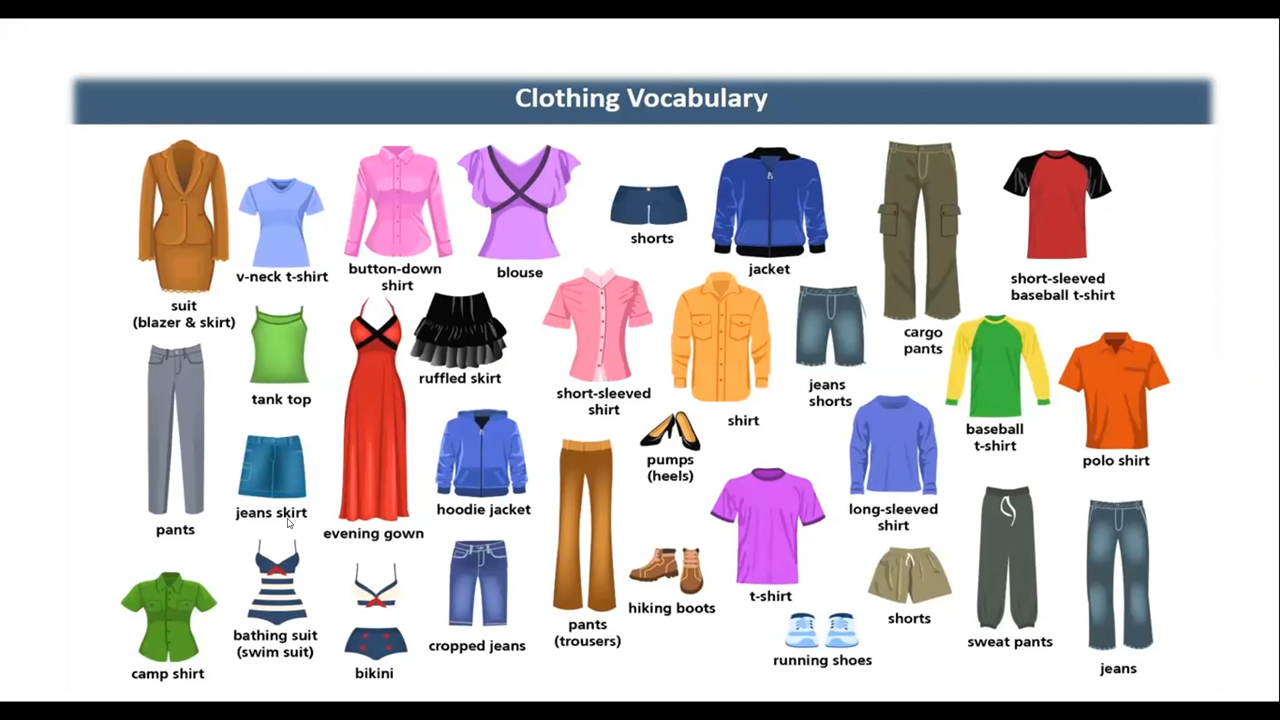 Clothing Vocabulary
suit
(blazer & skirt)
v-neck t-shirt
button-down
shirt
blouse
shorts
jacket
cargo
pants
short-sleeved
baseball t-shirt
pants
tank top
evening gown
ruffled skirt
short-sleeved
shirt
shirt
jeans
shorts
baseball
t-shirt
polo shirt
jeans skirt
hoodie jacket
pumps
(heels)
long-sleeved
shirt
camp shirt
bathing suit
(swim suit)
bikini
cropped jeans
pants
(trousers)
hiking boots
t-shirt
running shoes
shorts
sweat pants
jeans